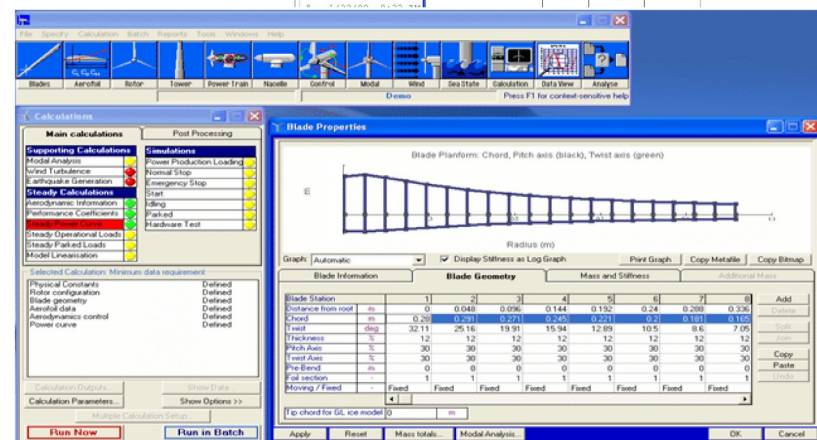 File Specify Calculation Batch Reports Tools Windows Help
Blades Aerofoil Rotor Tower Power Train Nacelle Control Modal Wind Sea State Calculation Data View Analyse
Demo Press F1 for context-sensitive help
Calculations
Main calculations Post Processing
Supporting Calculations Simulations
Modal Analysis Power Production Loading
Wind Turbulence Normal Stop
Earthquake Generation Emergency Stop
Steady Calculations Start
Aerodynamic Information Idling
Performance Coefficients Parked
Steady Power Curve Hardware Test
Steady Operational Loads
Steady Parked Loads
Model Linearisation
Selected Calculation: Minimum data requirement
Physical Constants Defined
Rotor configuration Defined
Blade geometry Defined
Aerofoil data Defined
Aerodynamics control Defined
Power curve Defined
Calculation Outputs... Show Data...
Calculation Parameters... Show Options >>
Multiple Calculation Setup...
Run Now Run in Batch
Blade Properties
Blade Planform: Chord, Pitch axis (black), Twist axis (green)
m
Radius (m)
Graph: Automatic Display Stiffness as Log Graph Print Graph Copy Metafile Copy Bitmap
Blade Information Blade Geometry Mass and Stiffness Additional Mass
Blade Station 1 2 3 4 5 6 7 8 Add
Distance from root m 0 0.048 0.096 0.144 0.192 0.24 0.288 0.336 Delete
Chord m 0.28 0.291 0.271 0.245 0.221 0.2 0.181 0.165
Twist deg 32.11 25.16 19.91 15.94 12.89 10.5 8.6 7.05 Split
Thickness % 12 12 12 12 12 12 12 12 Join
Pitch Axis % 30 30 30 30 30 30 30 30
Twist Axis % 30 30 30 30 30 30 30 30 Copy
Pre-Bend m 0 0 0 0 0 0 0 0 Paste
Foil section - 1 1 1 1 1 1 1 1 Undo
Moving / Fixed - Fixed Fixed Fixed Fixed Fixed Fixed Fixed Fixed
Tip chord for GL ice model 0 m
Apply Reset Mass totals... Modal Analysis... OK Cancel